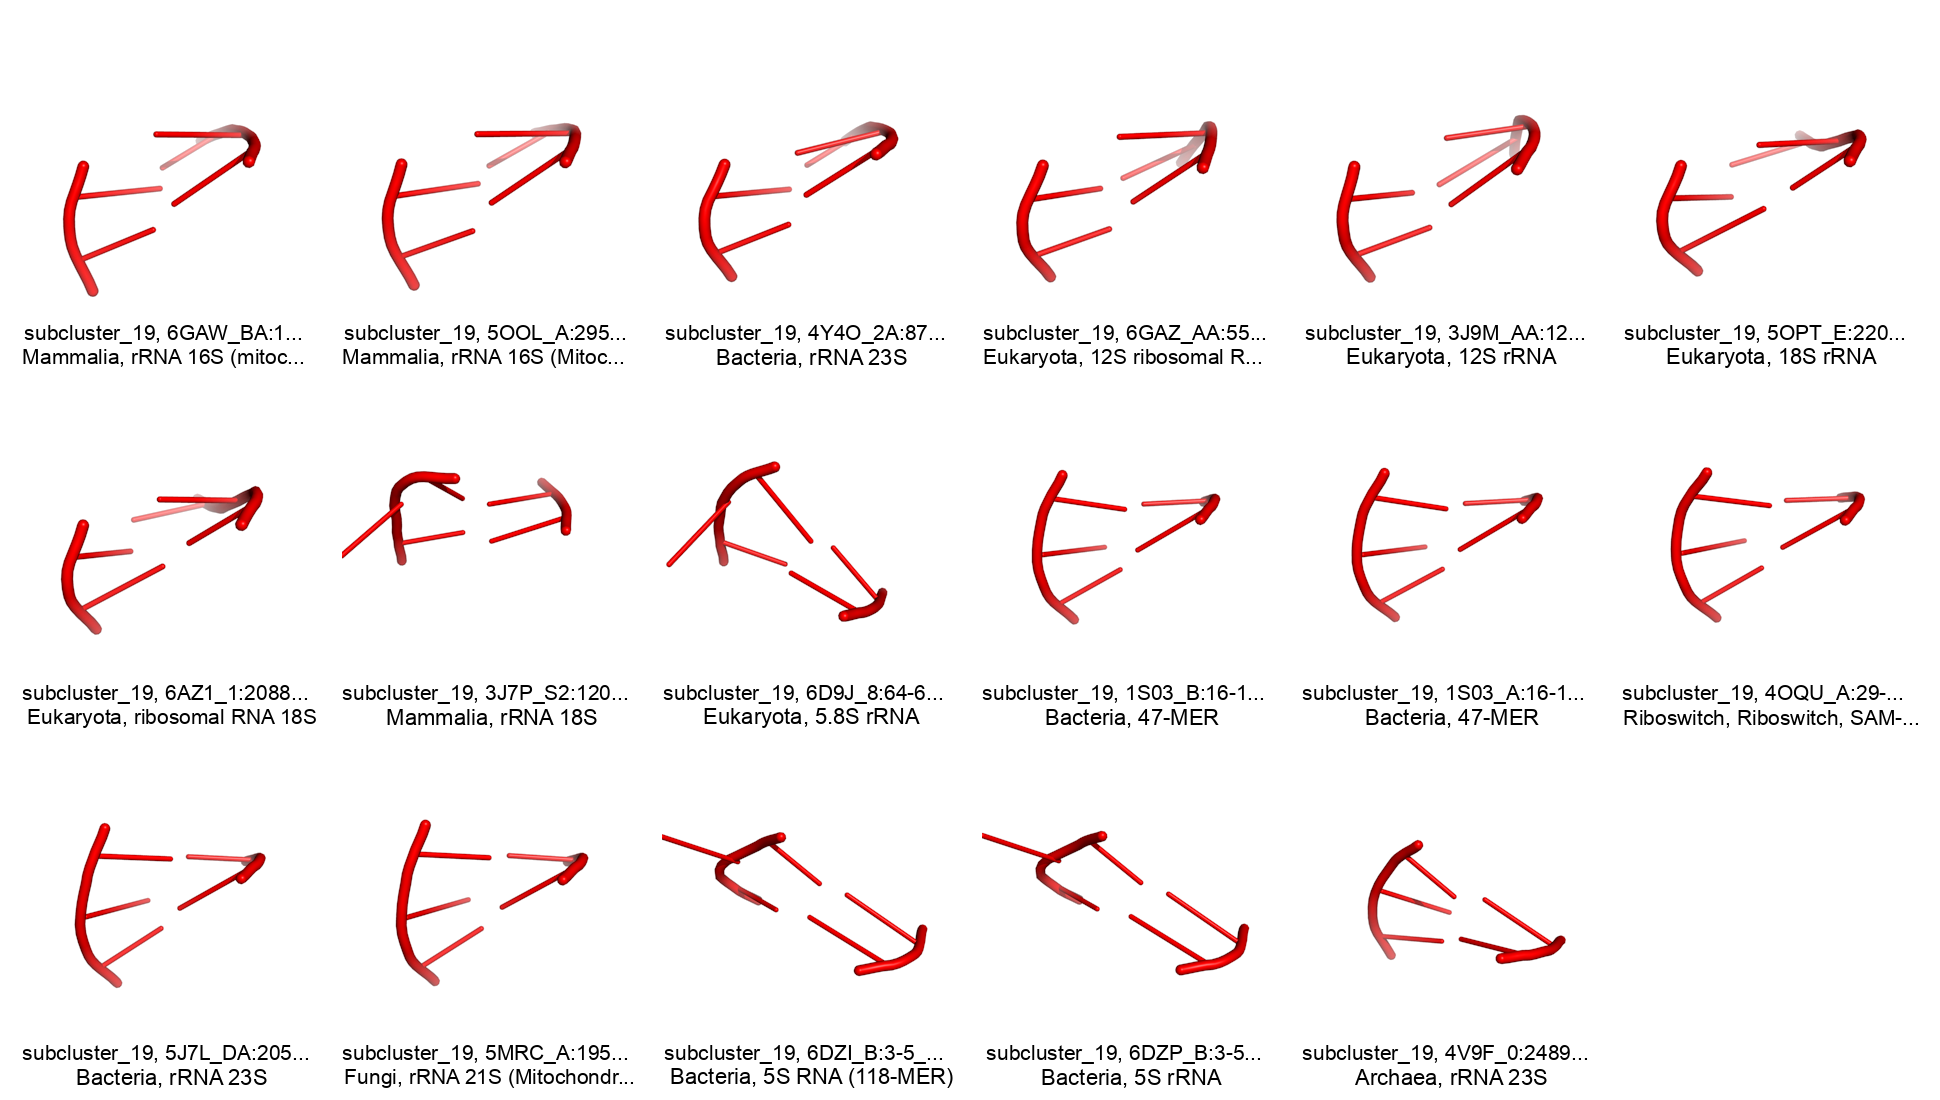 subcluster_19, 6GAW_BA:1...
Mammalia, rRNA 16S (mitoc...
subcluster_19, 5OOL_A:295...
Mammalia, rRNA 16S (Mitoc...
subcluster_19, 4Y4O_2A:87...
Bacteria, rRNA 23S
subcluster_19, 6GAZ_AA:55...
Eukaryota, 12S ribosomal R...
subcluster_19, 3J9M_AA:12...
Eukaryota, 12S rRNA
subcluster_19, 5OPT_E:220...
Eukaryota, 18S rRNA
subcluster_19, 6AZ1_1:2088...
Eukaryota, ribosomal RNA 18S
subcluster_19, 3J7P_S2:120...
Mammalia, rRNA 18S
subcluster_19, 6D9J_8:64-6...
Eukaryota, 5.8S rRNA
subcluster_19, 1S03_B:16-1...
Bacteria, 47-MER
subcluster_19, 1S03_A:16-1...
Bacteria, 47-MER
subcluster_19, 4OQU_A:29-...
Riboswitch, Riboswitch, SAM-...
subcluster_19, 5J7L_DA:205...
Bacteria, rRNA 23S
subcluster_19, 5MRC_A:195...
Fungi, rRNA 21S (Mitochondr...
subcluster_19, 6DZI_B:3-5_...
Bacteria, 5S RNA (118-MER)
subcluster_19, 6DZP_B:3-5...
Bacteria, 5S rRNA
subcluster_19, 4V9F_0:2489...
Archaea, rRNA 23S